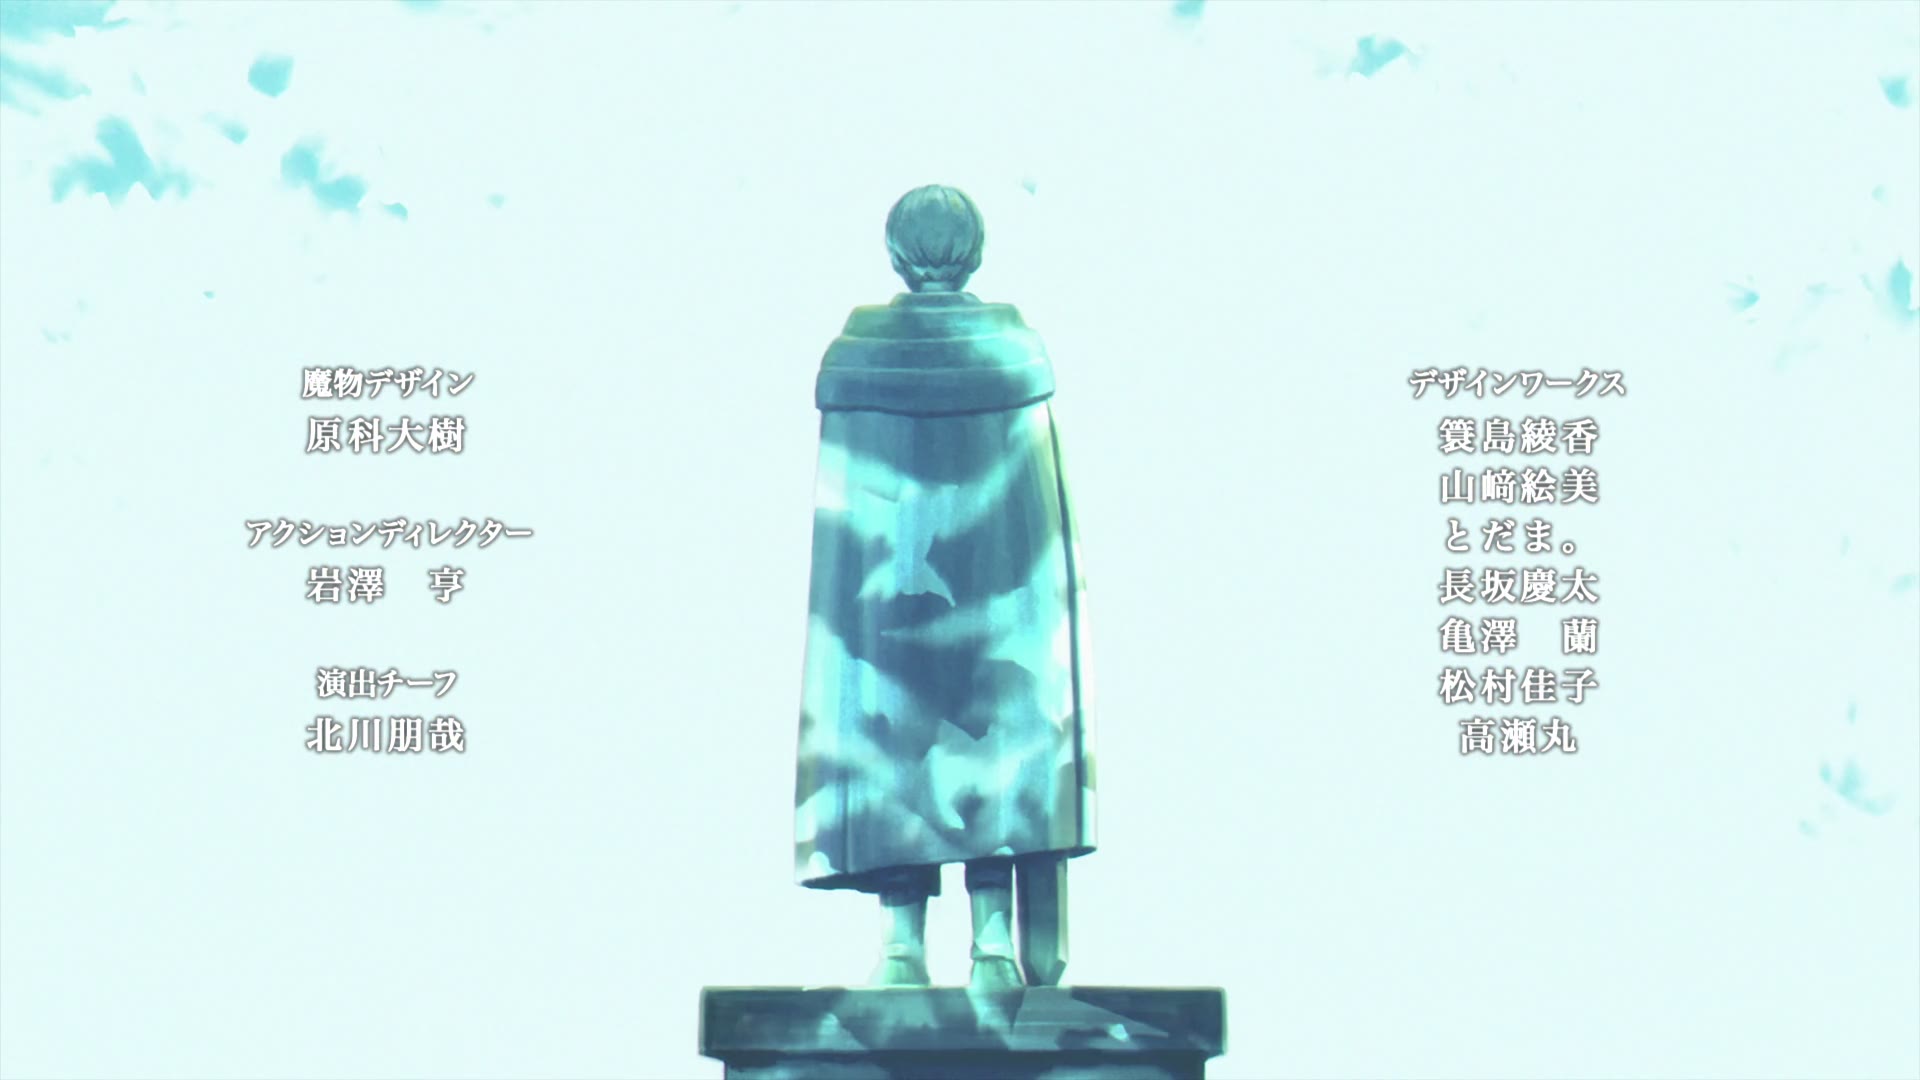 魔物デザイン
原科大樹
アクションディレクター
岩澤　亨
演出チーフ
北川朋哉
デザインワークス
簑島綾香
山﨑絵美
とだま。
長坂慶太
亀澤　蘭
松村佳子
高瀬丸